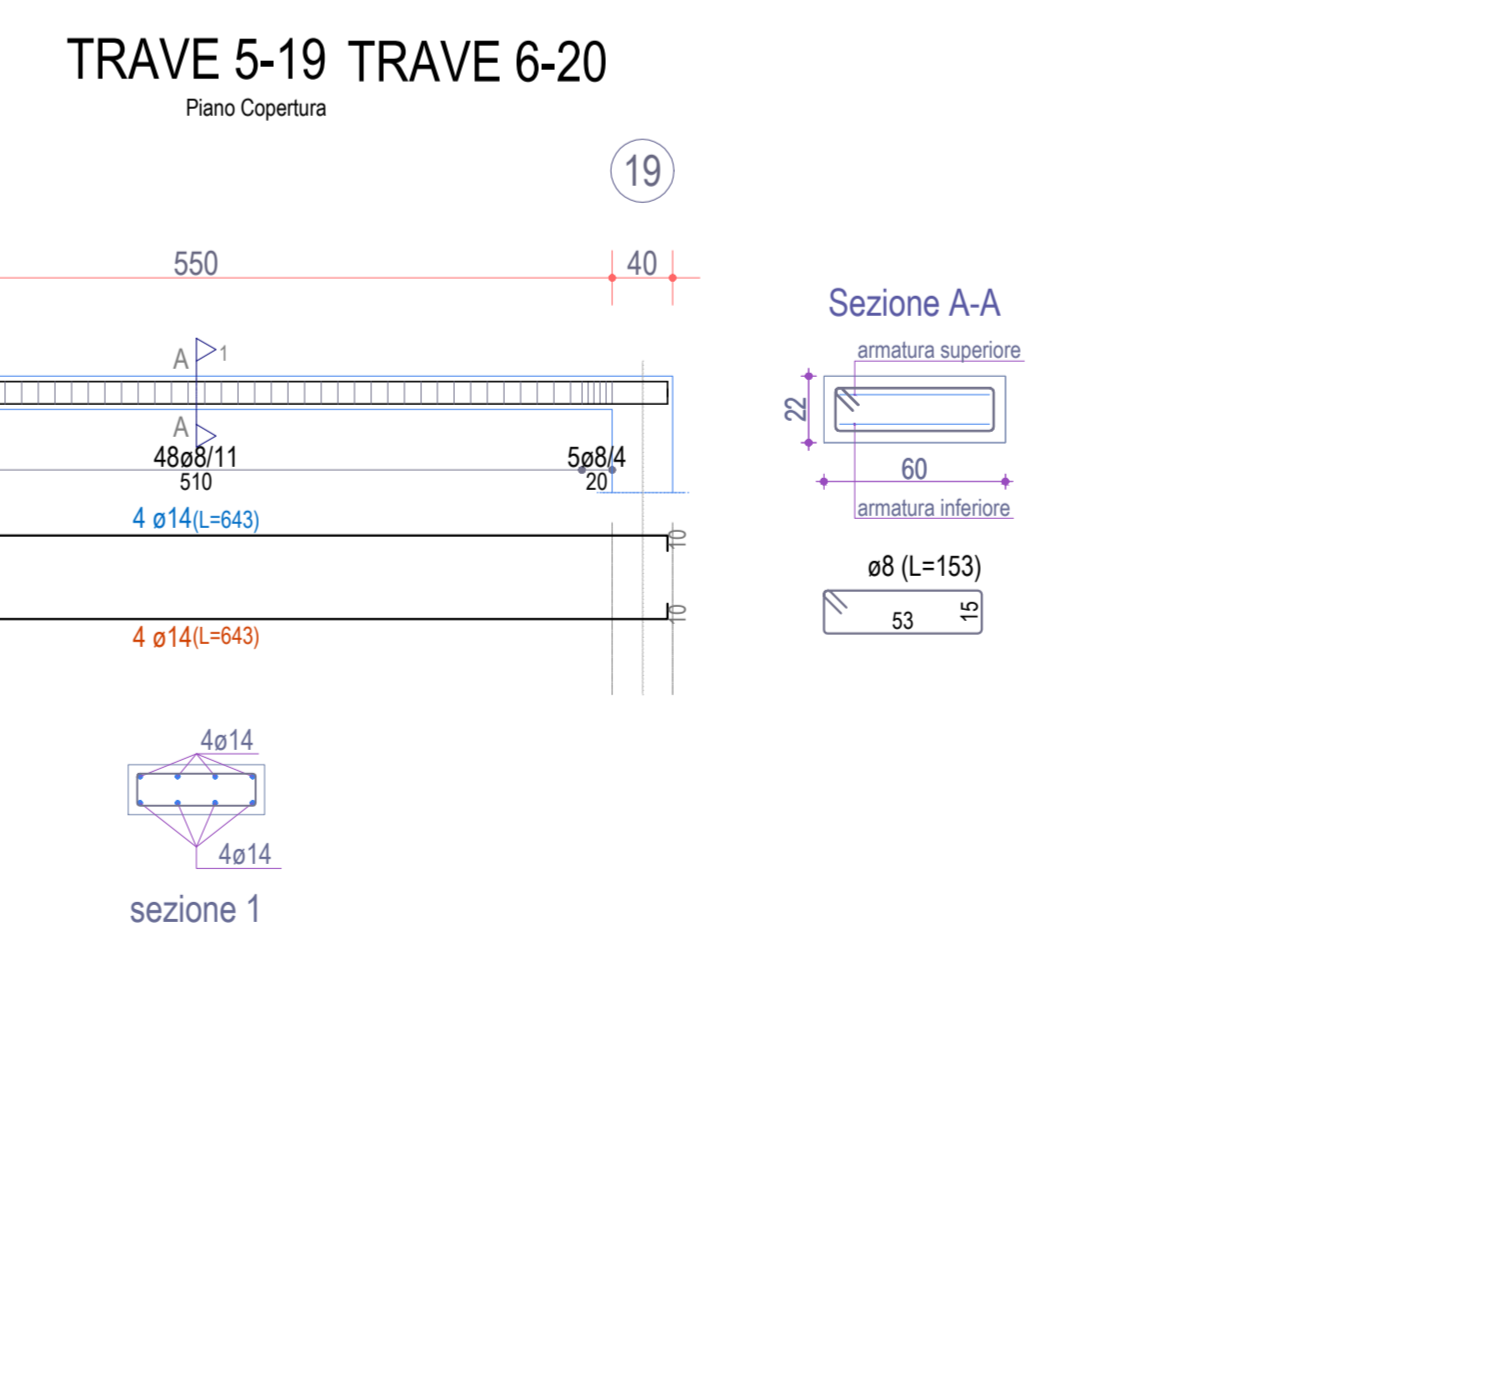 TRAVE 5-19 TRAVE 6-20
Piano Copertura
19
550
40
Sezione A-A
A
1
armatura superiore
22
A
48ø8/11
510
5ø8/4
20
60
armatura inferiore
4 ø14(L=643)
10
ø8 (L=153)
53
15
10
4 ø14(L=643)
4ø14
4ø14
sezione 1